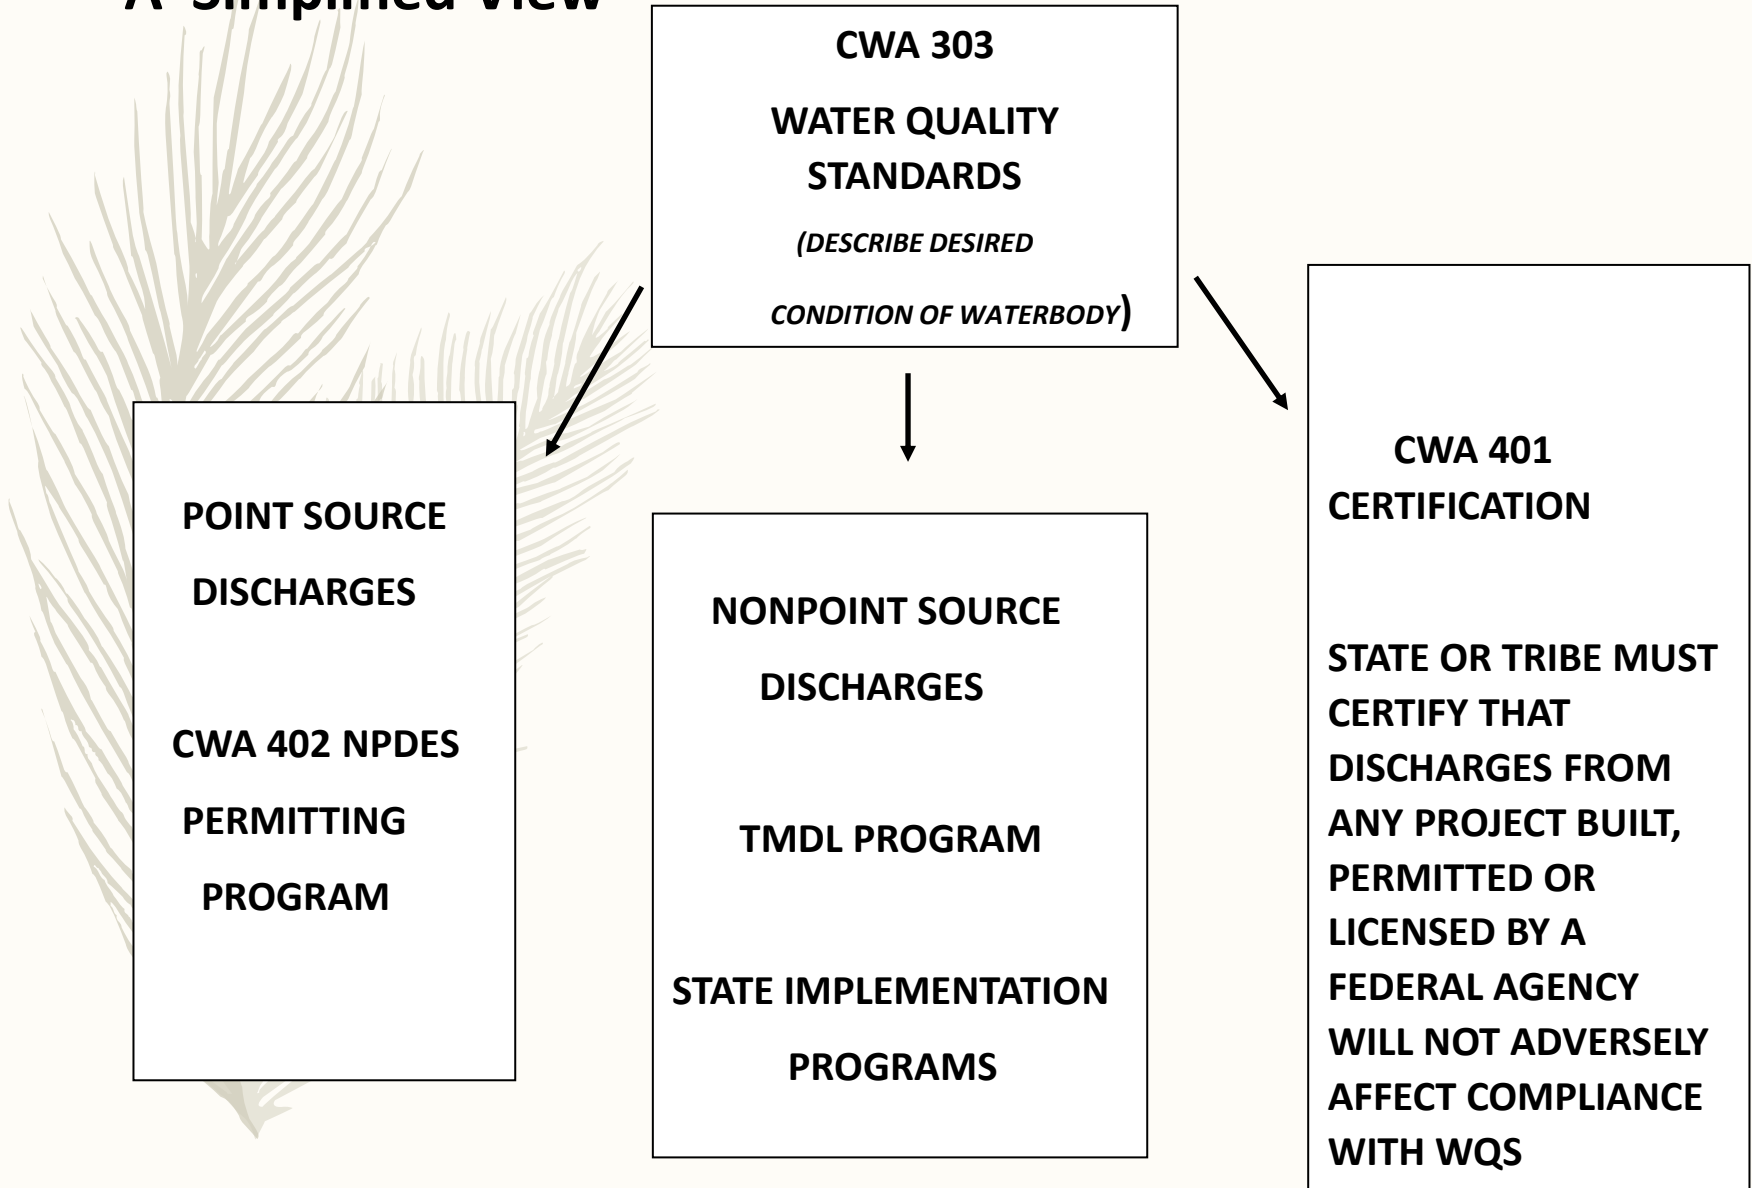 A Simplified View
CWA 303
WATER QUALITY
STANDARDS
(DESCRIBE DESIRED
CONDITION OF WATERBODY)
POINT SOURCE
DISCHARGES
CWA 402 NPDES
PERMITTING
PROGRAM
NONPOINT SOURCE
DISCHARGES
TMDL PROGRAM
STATE IMPLEMENTATION
PROGRAMS
CWA 401
CERTIFICATION
STATE OR TRIBE MUST
CERTIFY THAT
DISCHARGES FROM
ANY PROJECT BUILT,
PERMITTED OR
LICENSED BY A
FEDERAL AGENCY
WILL NOT ADVERSELY
AFFECT COMPLIANCE
WITH WQS